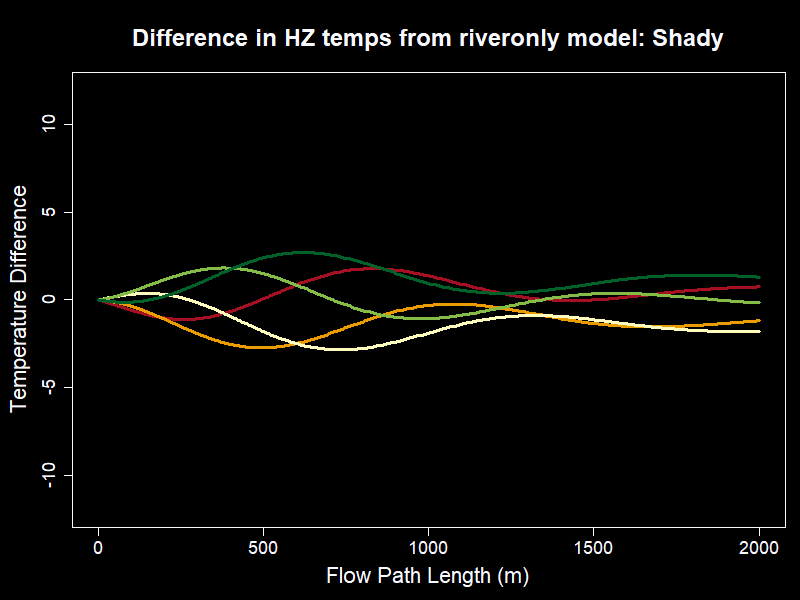 Difference in HZ temps from riveronly model: Shady
Temperature Difference
10
5
0
-5
-10
0 500 1000 1500 2000
Flow Path Length (m)